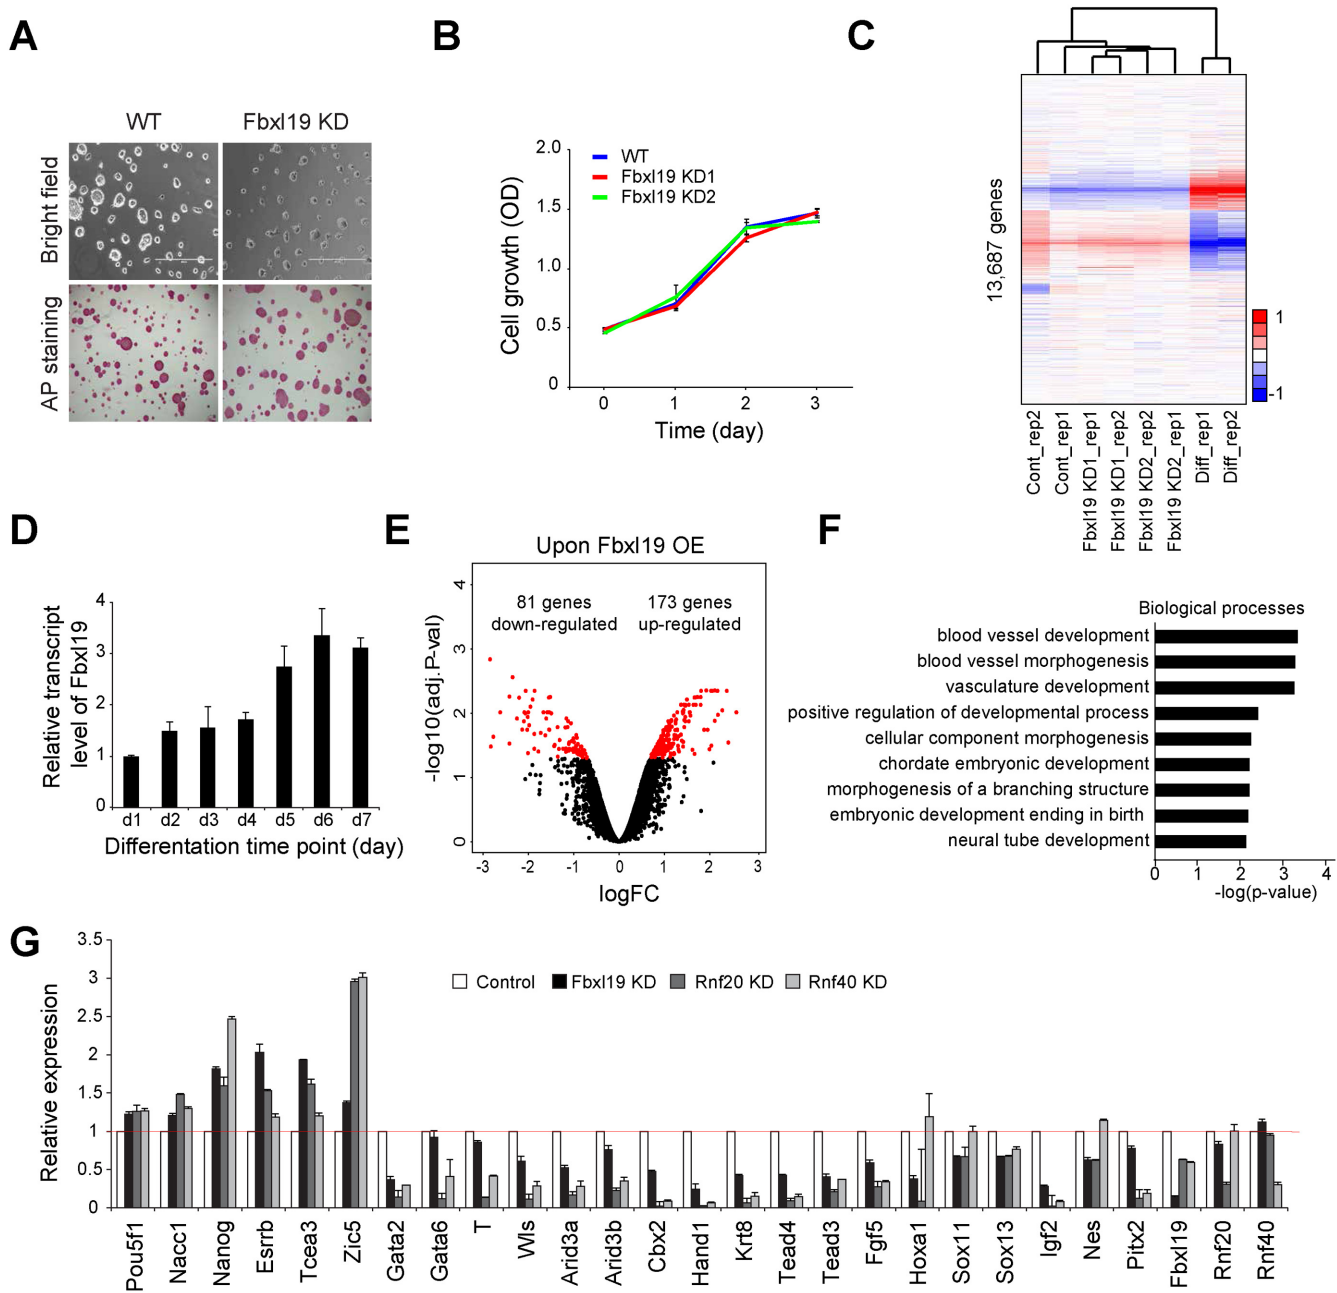 A
WT
Fbxl19 KD
Bright field
AP staining
B
Cell growth (OD)
2.0
1.5
1.0
0.5
0
WT
Fbxl19 KD1
Fbxl19 KD2
0 1 2 3
Time (day)
C
13,687 genes
1
-1
Cont_rep2
Cont_rep1
Fbxl19 KD1_rep1
Fbxl19 KD1_rep2
Fbxl19 KD2_rep2
Fbxl19 KD2_rep1
Diff_rep1
Diff_rep2
D
Relative transcript
level of Fbxl19
4
3
2
1
0
d1 d2 d3 d4 d5 d6 d7
Differentation time point (day)
E
Upon Fbxl19 OE
81 genes
down-regulated
173 genes
up-regulated
-log10(adj.P-val)
4
3
2
1
0
-3 -2 -1 0 1 2 3
logFC
F
Biological processes
blood vessel development
blood vessel morphogenesis
vasculature development
positive regulation of developmental process
cellular component morphogenesis
chordate embryonic development
morphogenesis of a branching structure
embryonic development ending in birth
neural tube development
0 1 2 3 4
-log(p-value)
G
Relative expression
3.5
3
2.5
2
1.5
1
0.5
0
Control
Fbxl19 KD
Rnf20 KD
Rnf40 KD
Pou5f1
Nacc1
Nanog
Esrrb
Tcea3
Zic5
Gata2
Gata6
T
Wls
Arid3a
Arid3b
Cbx2
Hand1
Krt8
Tead4
Tead3
Fgf5
Hoxa1
Sox11
Sox13
Igf2
Nes
Pitx2
Fbxl19
Rnf20
Rnf40